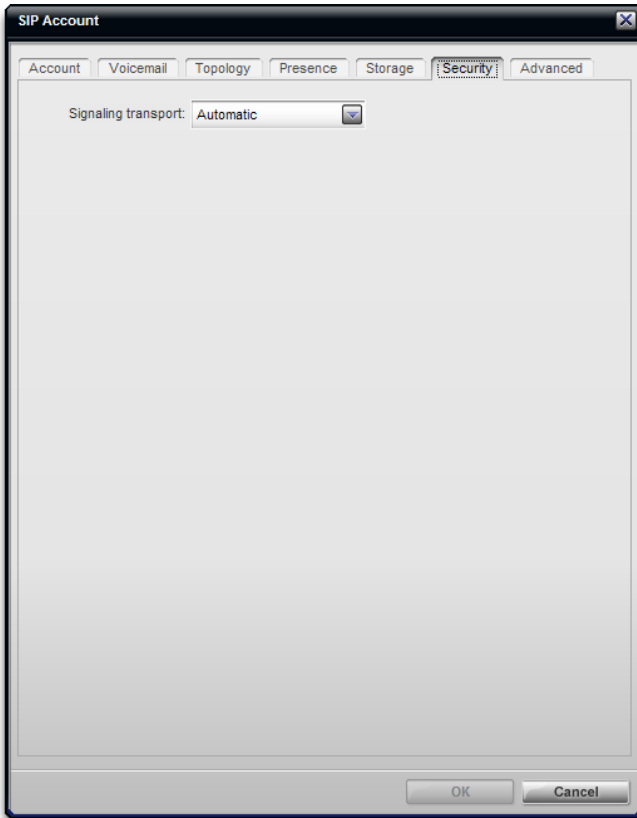 SIP Account
Account Voicemail Topology Presence Storage Security Advanced
Signaling transport: Automatic
OK Cancel